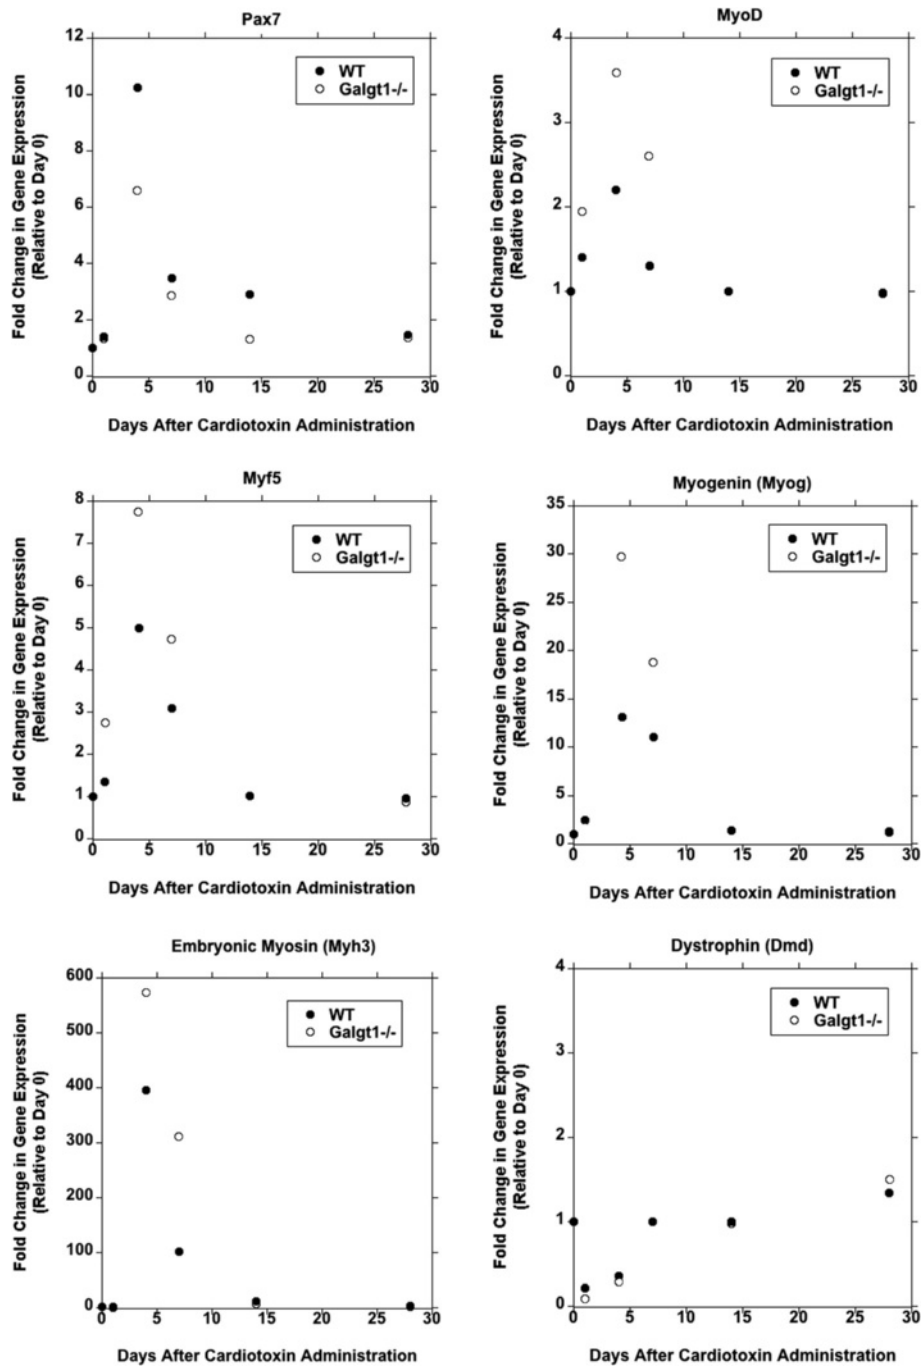 Pax7
12
10
8
6
4
2
0
Fold Change in Gene Expression
(Relative to Day 0)
WT
Galgt1-/-
0 5 10 15 20 25 30
Days After Cardiotoxin Administration
MyoD
4
3
2
1
0
Fold Change in Gene Expression
(Relative to Day 0)
WT
Galgt1-/-
0 5 10 15 20 25 30
Days After Cardiotoxin Administration
Myf5
8
7
6
5
4
3
2
1
0
Fold Change in Gene Expression
(Relative to Day 0)
WT
Galgt1-/-
0 5 10 15 20 25 30
Days After Cardiotoxin Administration
Myogenin (Myog)
35
30
25
20
15
10
5
0
Fold Change in Gene Expression
(Relative to Day 0)
WT
Galgt1-/-
0 5 10 15 20 25 30
Days After Cardiotoxin Administration
Embryonic Myosin (Myh3)
600
500
400
300
200
100
0
Fold Change in Gene Expression
(Relative to Day 0)
WT
Galgt1-/-
0 5 10 15 20 25 30
Days After Cardiotoxin Administration
Dystrophin (Dmd)
4
3
2
1
0
Fold Change in Gene Expression
(Relative to Day 0)
WT
Galgt1-/-
0 5 10 15 20 25 30
Days After Cardiotoxin Administration